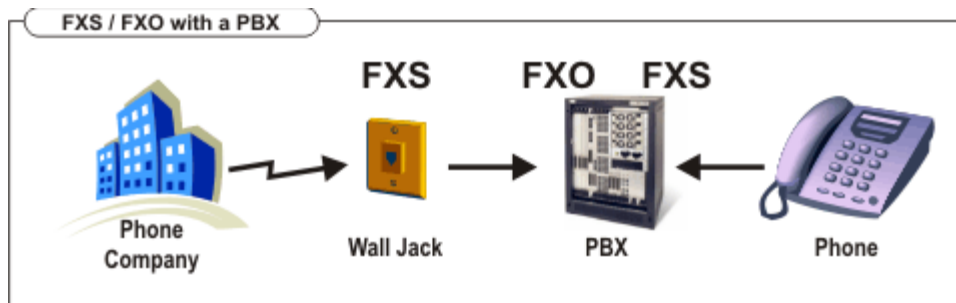 FXS / FXO with a PBX
FXS
FXO
FXS
Phone
Company
Wall Jack
PBX
Phone